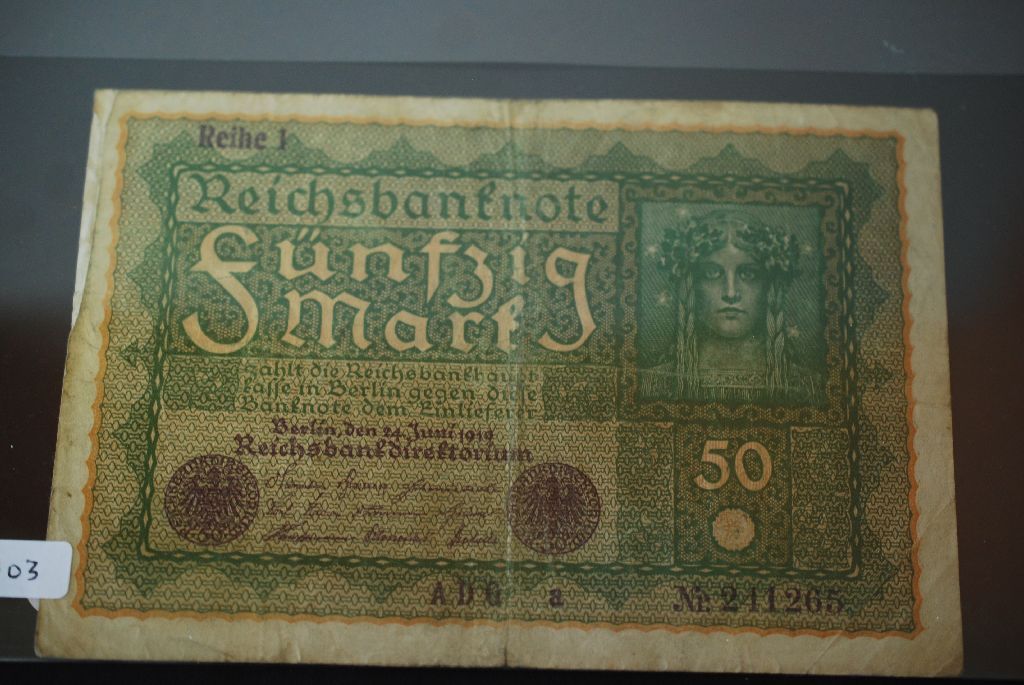 Reihe 1
Reichsbanknote
Fünfzig
Mark
zahlt die Reichsbankhaupt
kasse in Berlin gegen diese
Banknote dem Einlieferer
Berlin, den 24. Juni 1919
Reichsbankdirektorium
50
ADG a
№ 241265
03